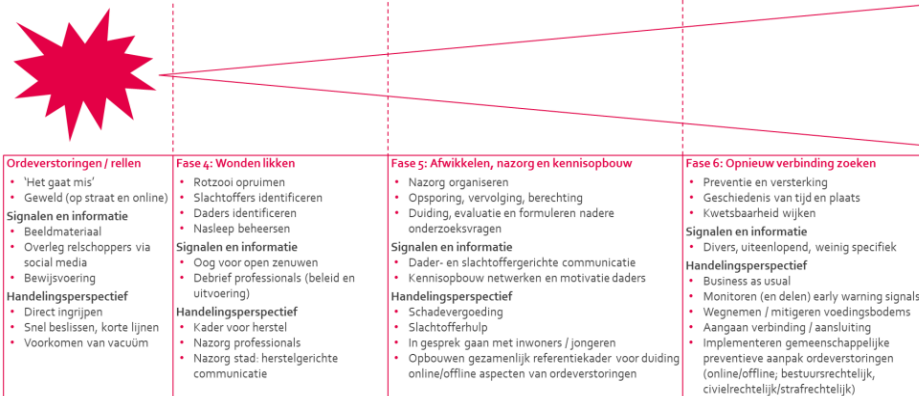 Ordeverstoringen / rellen
• 'Het gaat mis'
• Geweld (op straat en online)
Signalen en informatie
• Beeldmateriaal
• Overleg relschoppers via
social media
• Bewijsvoering
Handelingsperspectief
• Direct ingrijpen
• Snel beslissen, korte lijnen
• Voorkomen van vacuüm
Fase 4: Wonden likken
• Rotzooi opruimen
• Slachtoffers identificeren
• Daders identificeren
• Nasleep beheersen
Signalen en informatie
• Oog voor open zenuwen
• Debrief professionals (beleid en
uitvoering)
Handelingsperspectief
• Kader voor herstel
• Nazorg professionals
• Nazorg stad: herstelgerichte
communicatie
Fase 5: Afwikkelen, nazorg en kennisopbouw
• Nazorg organiseren
• Opsporing, vervolging, berechting
• Duiding, evaluatie en formuleren nadere
onderzoeksvragen
Signalen en informatie
• Dader- en slachtoffergerichte communicatie
• Kennisopbouw netwerken en motivatie daders
Handelingsperspectief
• Schadevergoeding
• Slachtofferhulp
• In gesprek gaan met inwoners / jongeren
• Opbouwen gezamenlijk referentiekader voor duiding
online/offline aspecten van ordeverstoringen
Fase 6: Opnieuw verbinding zoeken
• Preventie en versterking
• Geschiedenis van tijd en plaats
• Kwetsbaarheid wijken
Signalen en informatie
• Divers, uiteenlopend, weinig specifiek
Handelingsperspectief
• Business as usual
• Monitoren (en delen) early warning signals
• Wegnemen / mitigeren voedingsbodems
• Aangaan verbinding / aansluiting
• Implementeren gemeenschappelijke
preventieve aanpak ordeverstoringen
(online/offline; bestuursrechtelijk,
civielrechtelijk/strafrechtelijk)